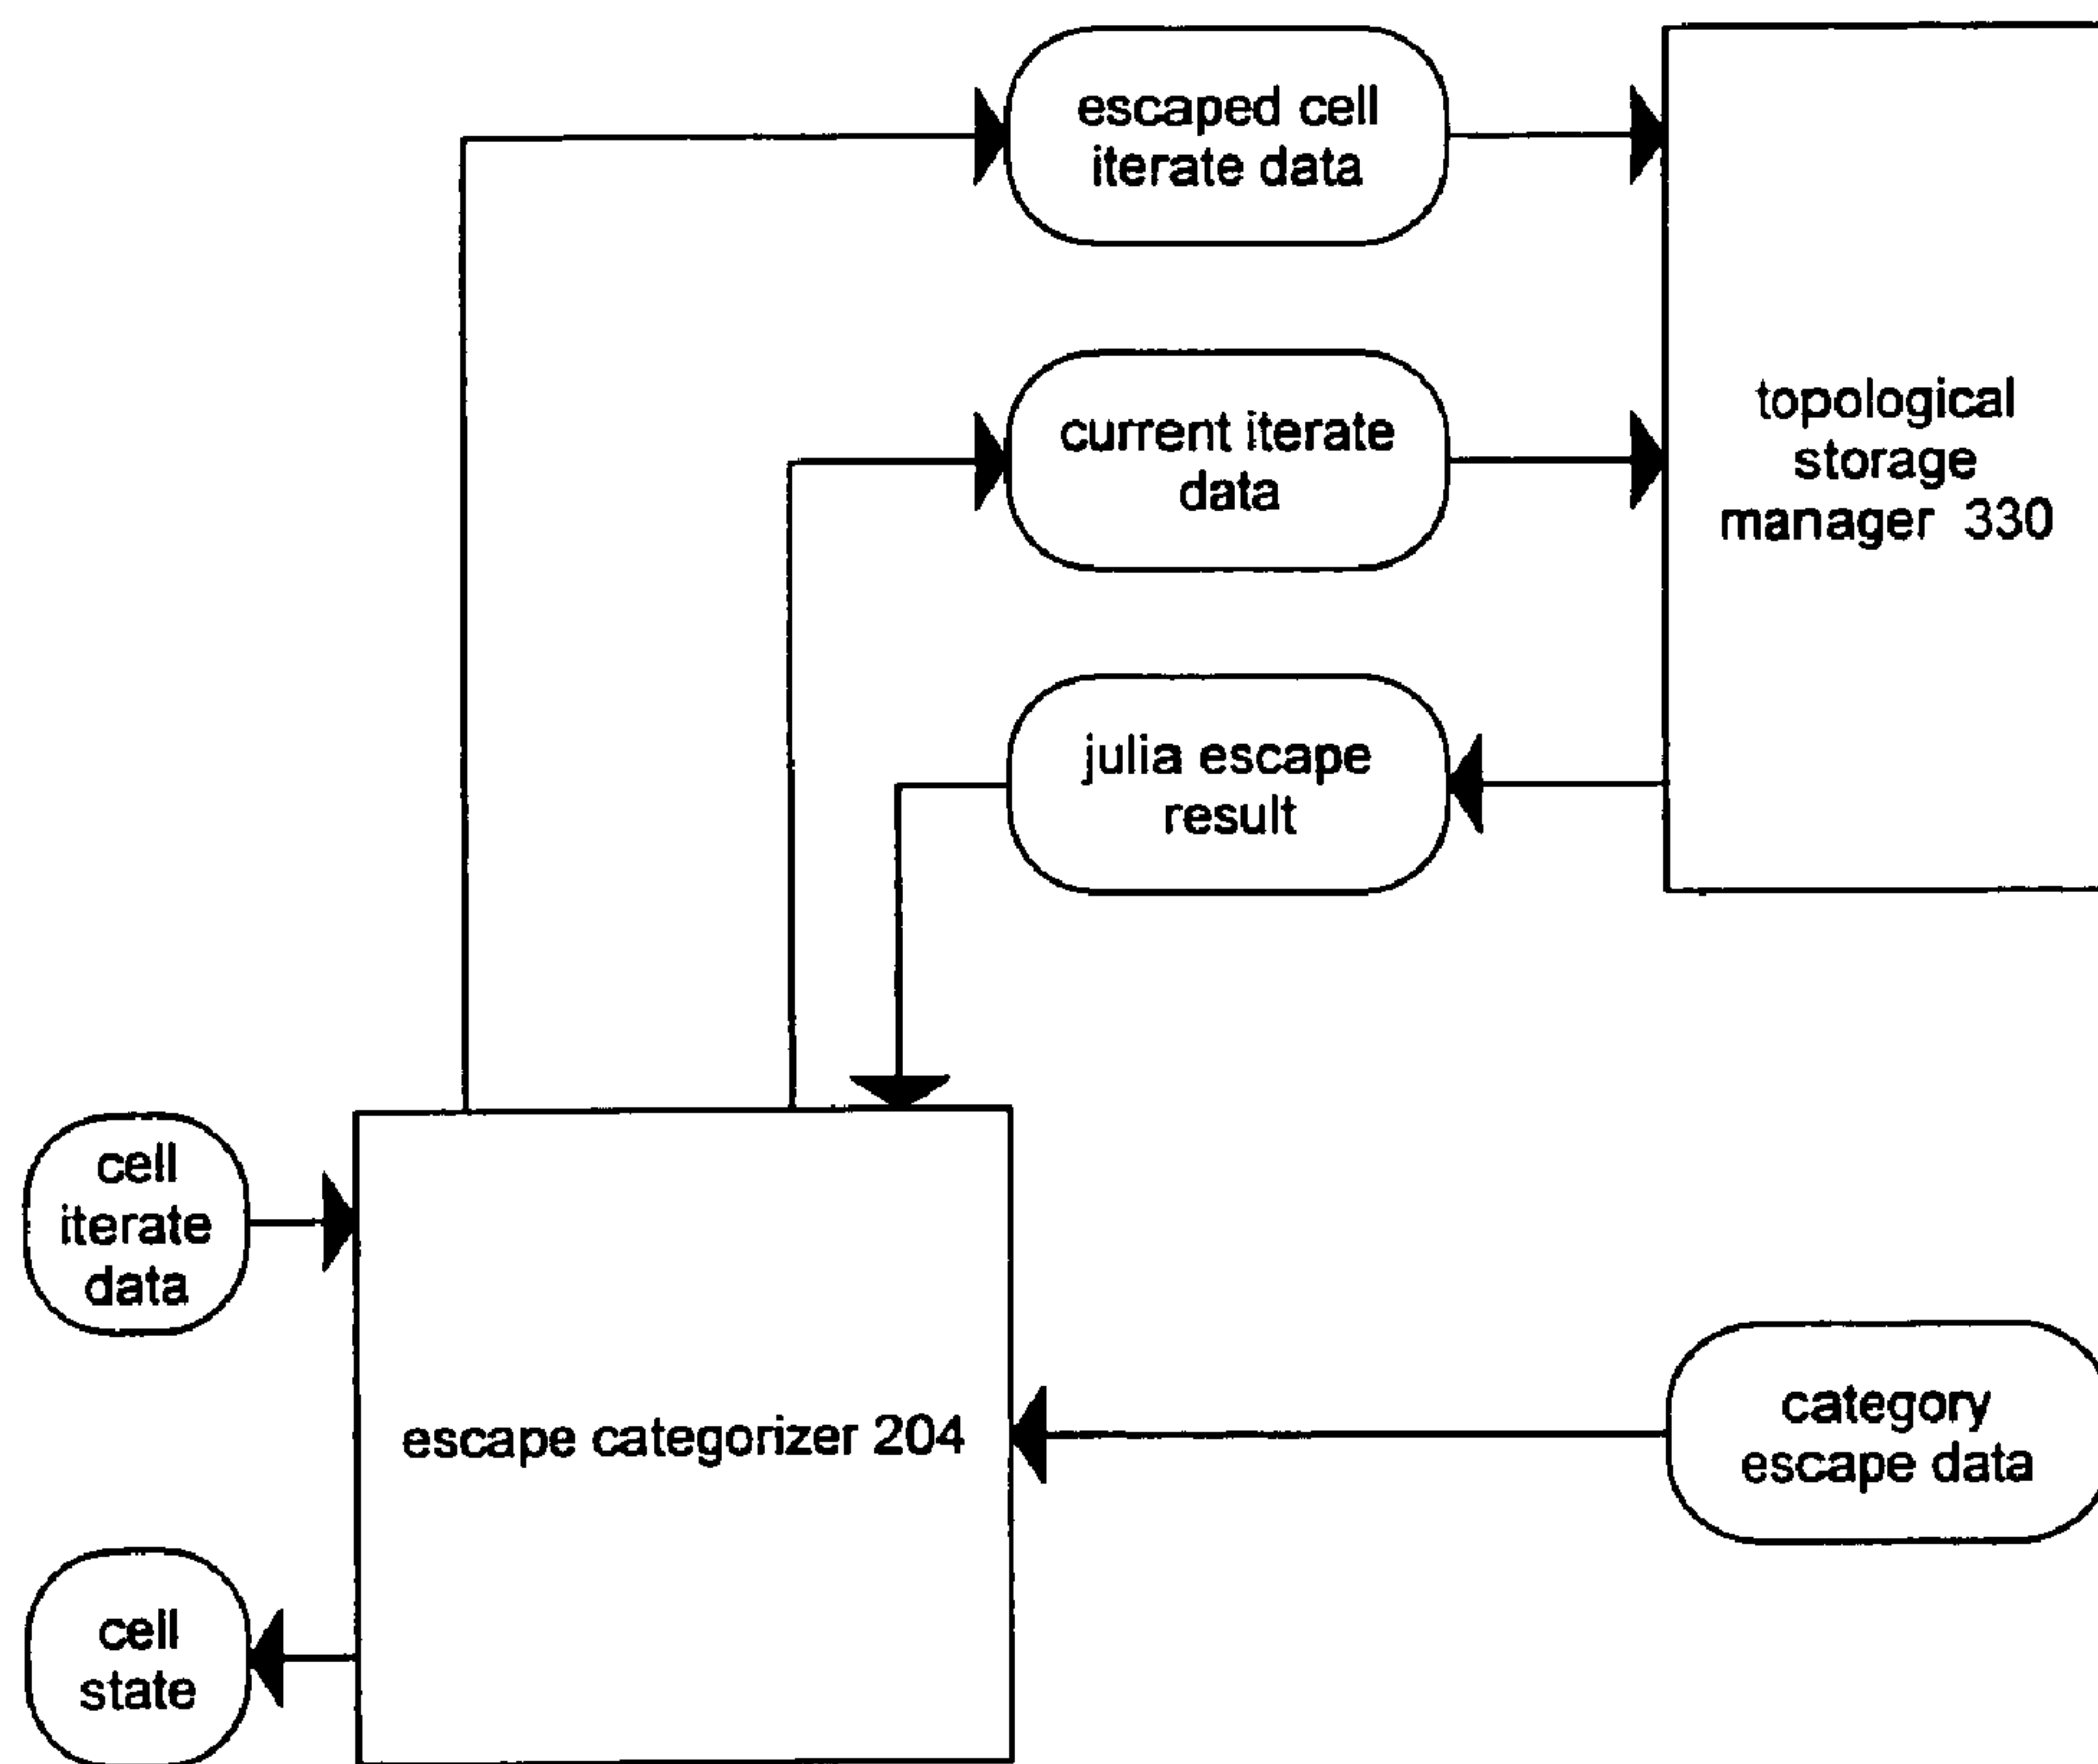 escaped cell
iterate data
current iterate
data
topological
storage
manager 330
julia escape
result
cell
iterate
data
escape categorizer 204
category
escape data
cell
state